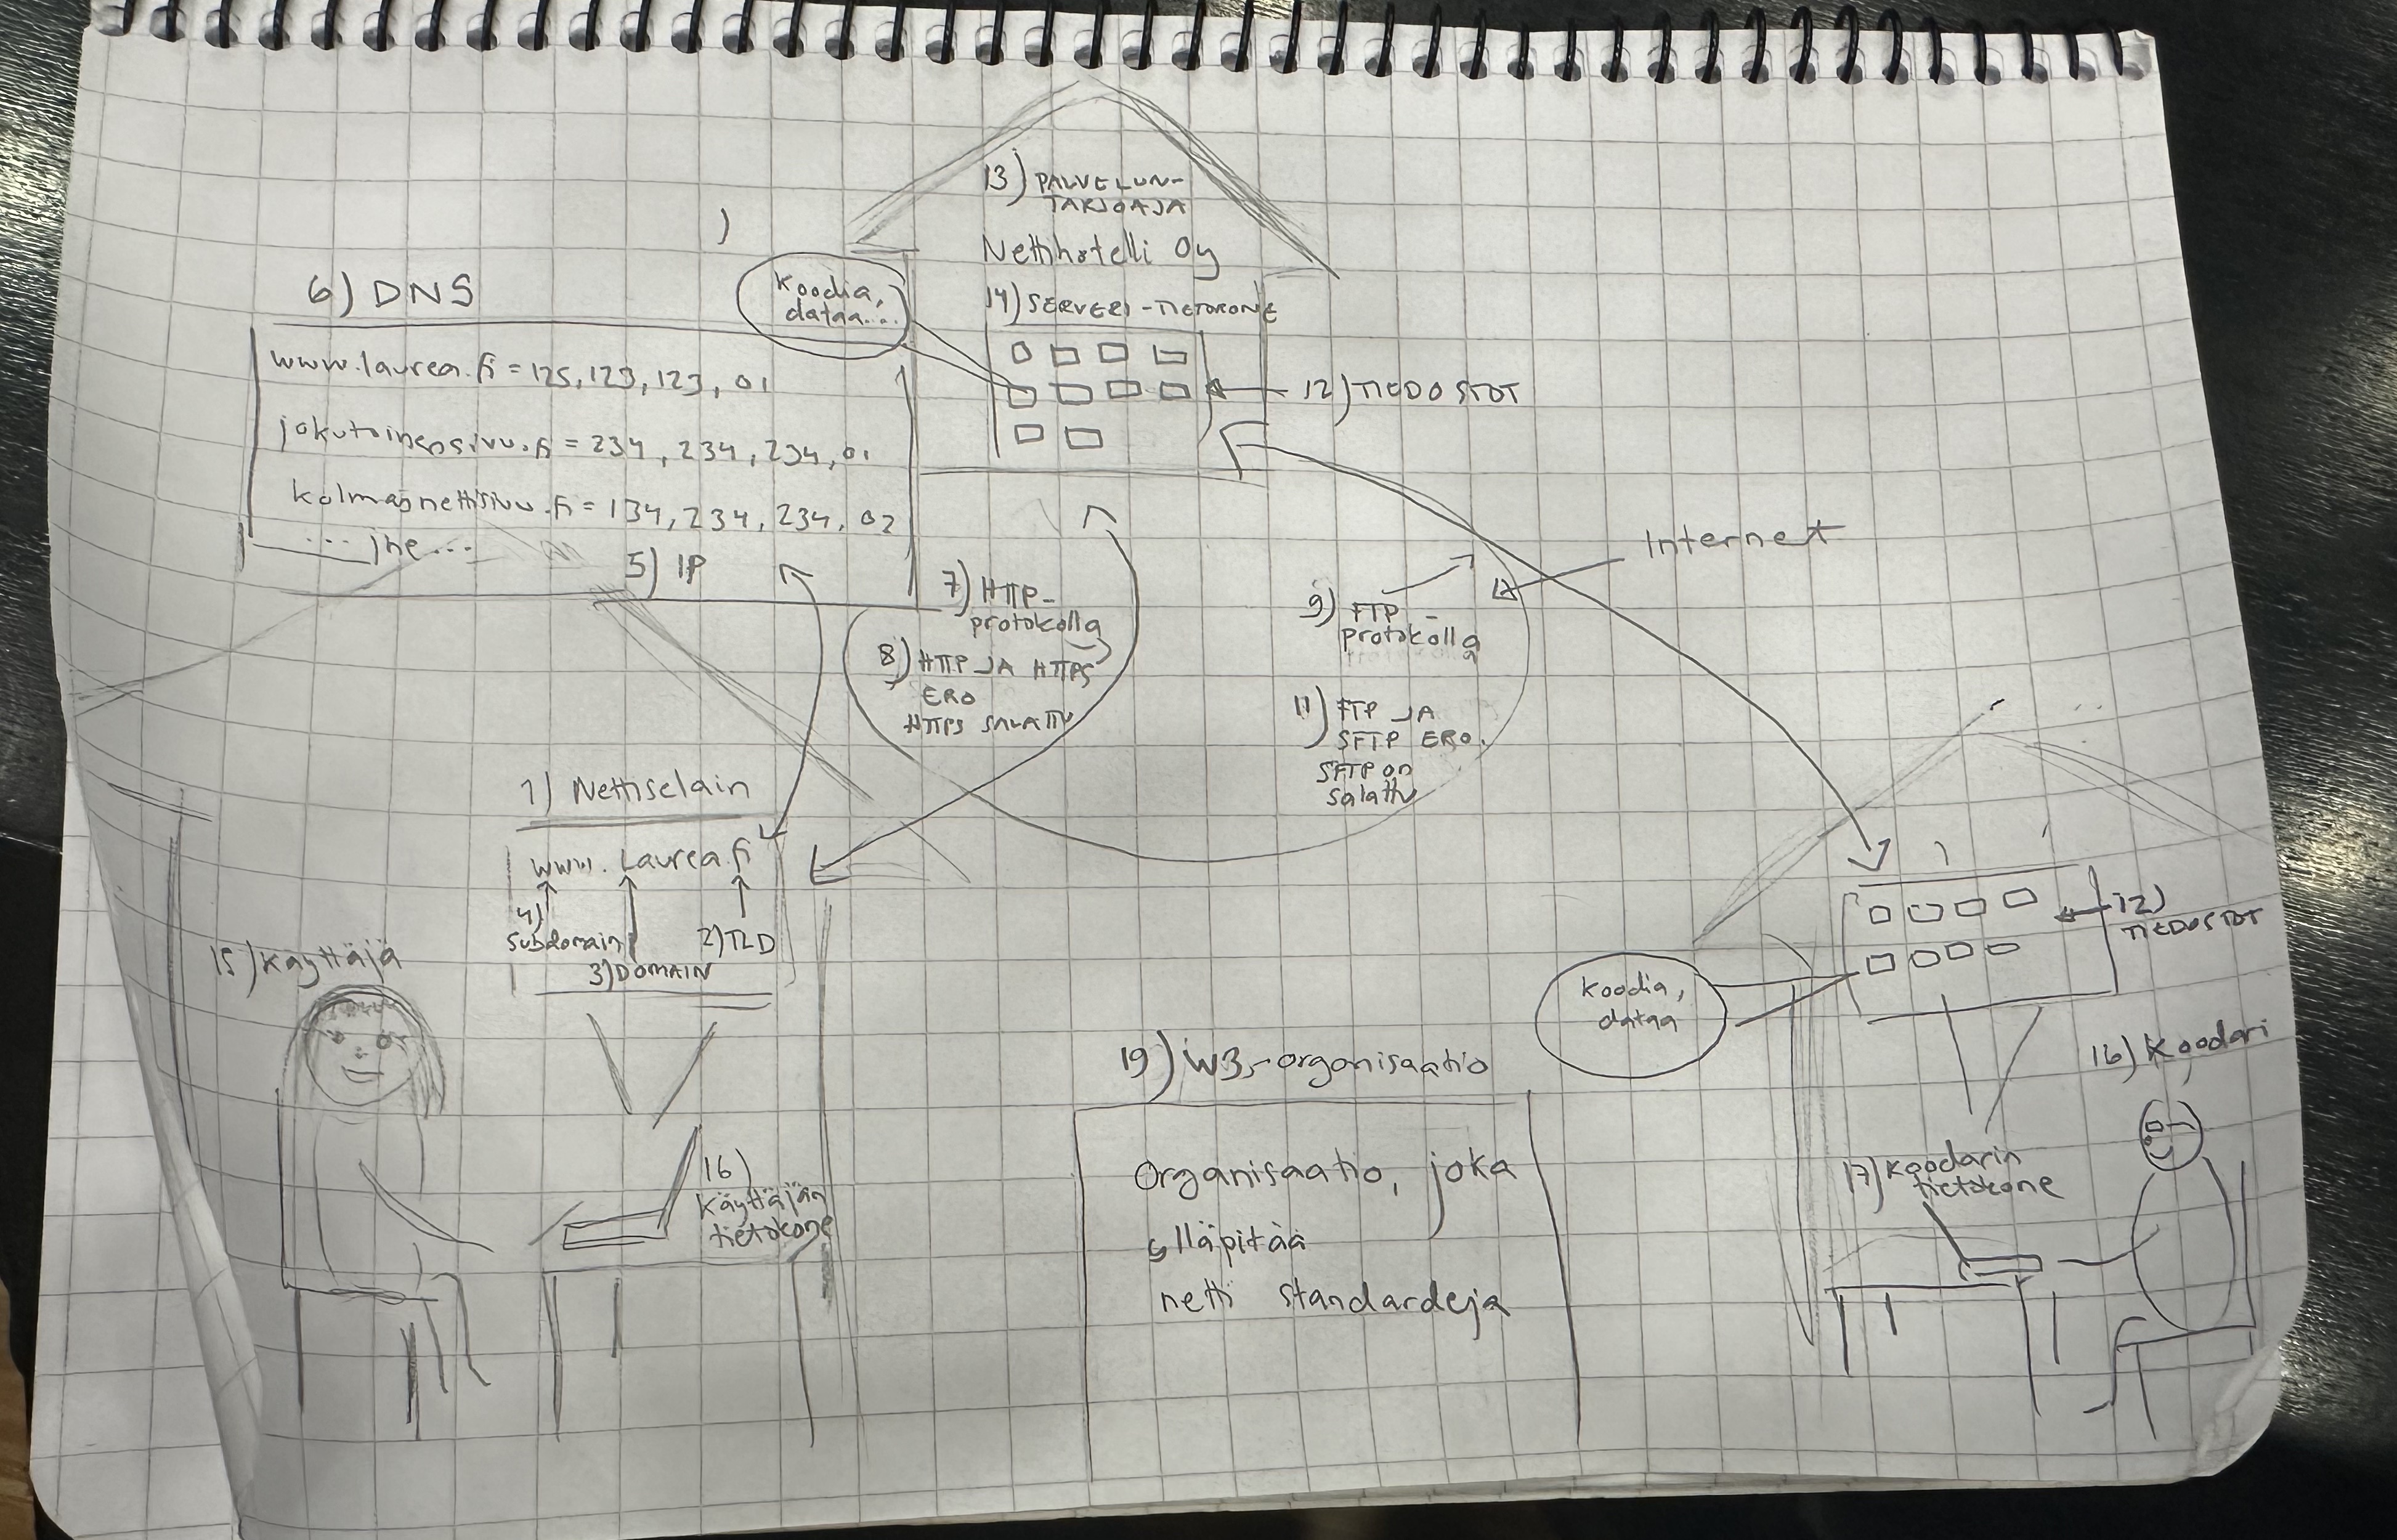 13) PALVELUN-
TARJOAJA
Nettihotelli Oy
14) SERVERI-TIETOKONE
Koodia,
dataa...
12) TIEDOSTOT
6) DNS
www.laurea.fi = 125,123,123,01
jokutoinensivu.fi = 234,234,234,01
kolmasnettisivu.fi = 134,234,234,02
... jne...
5) IP
7) HTTP-
protokolla
8) HTTP JA HTTPS
ERO
HTTPS SALATTU
Internet
9) FTP-
protokolla
11) FTP JA
SFTP ERO.
SFTP on
salattu
1) Nettiselain
www.Laurea.fi
4)
Subdomain
2) TLD
3) DOMAIN
15) Käyttäjä
16)
Käyttäjän
tietokone
12)
TIEDOSTOT
Koodia,
dataa
16) Koodari
17) Koodarin
tietokone
19) W3-organisaatio
Organisaatio, joka
ylläpitää
netti standardeja